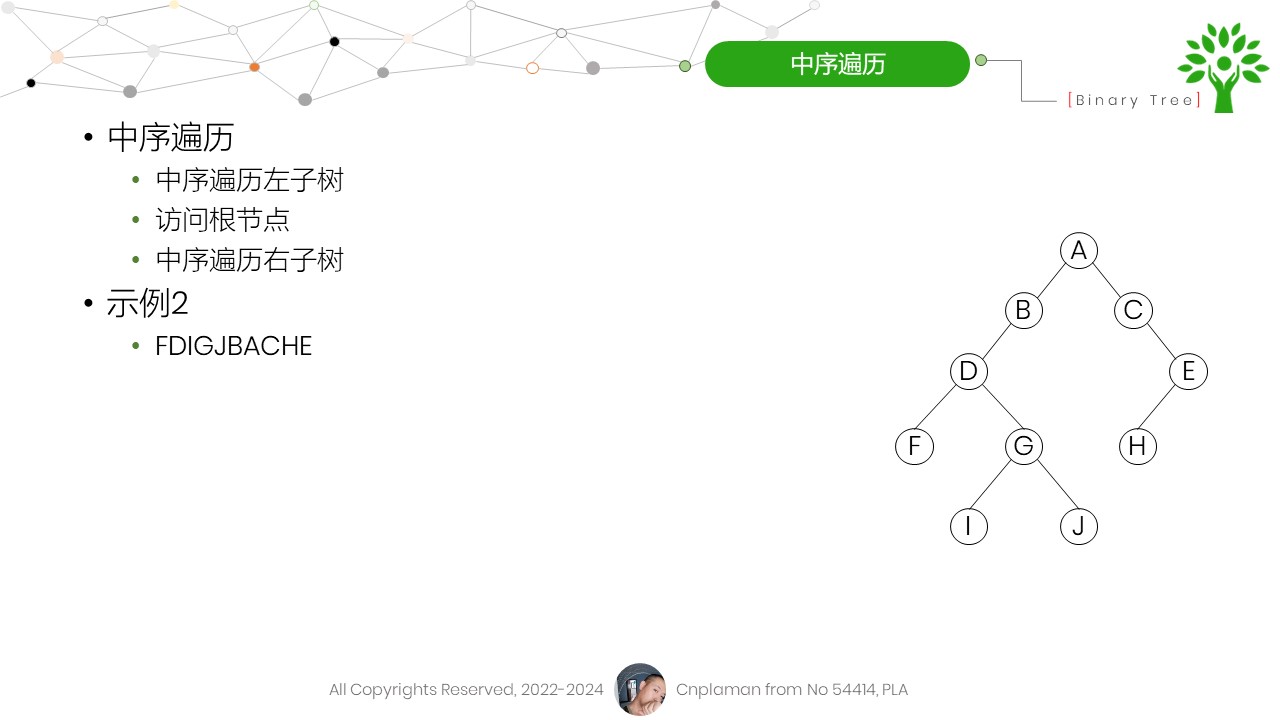 中序遍历
[Binary Tree]
• 中序遍历
• 中序遍历左子树
• 访问根节点
• 中序遍历右子树
• 示例2
• FDIGJBACHE
A
B C
D E
F G H
I J
All Copyrights Reserved, 2022-2024 Cnplaman from No 54414, PLA